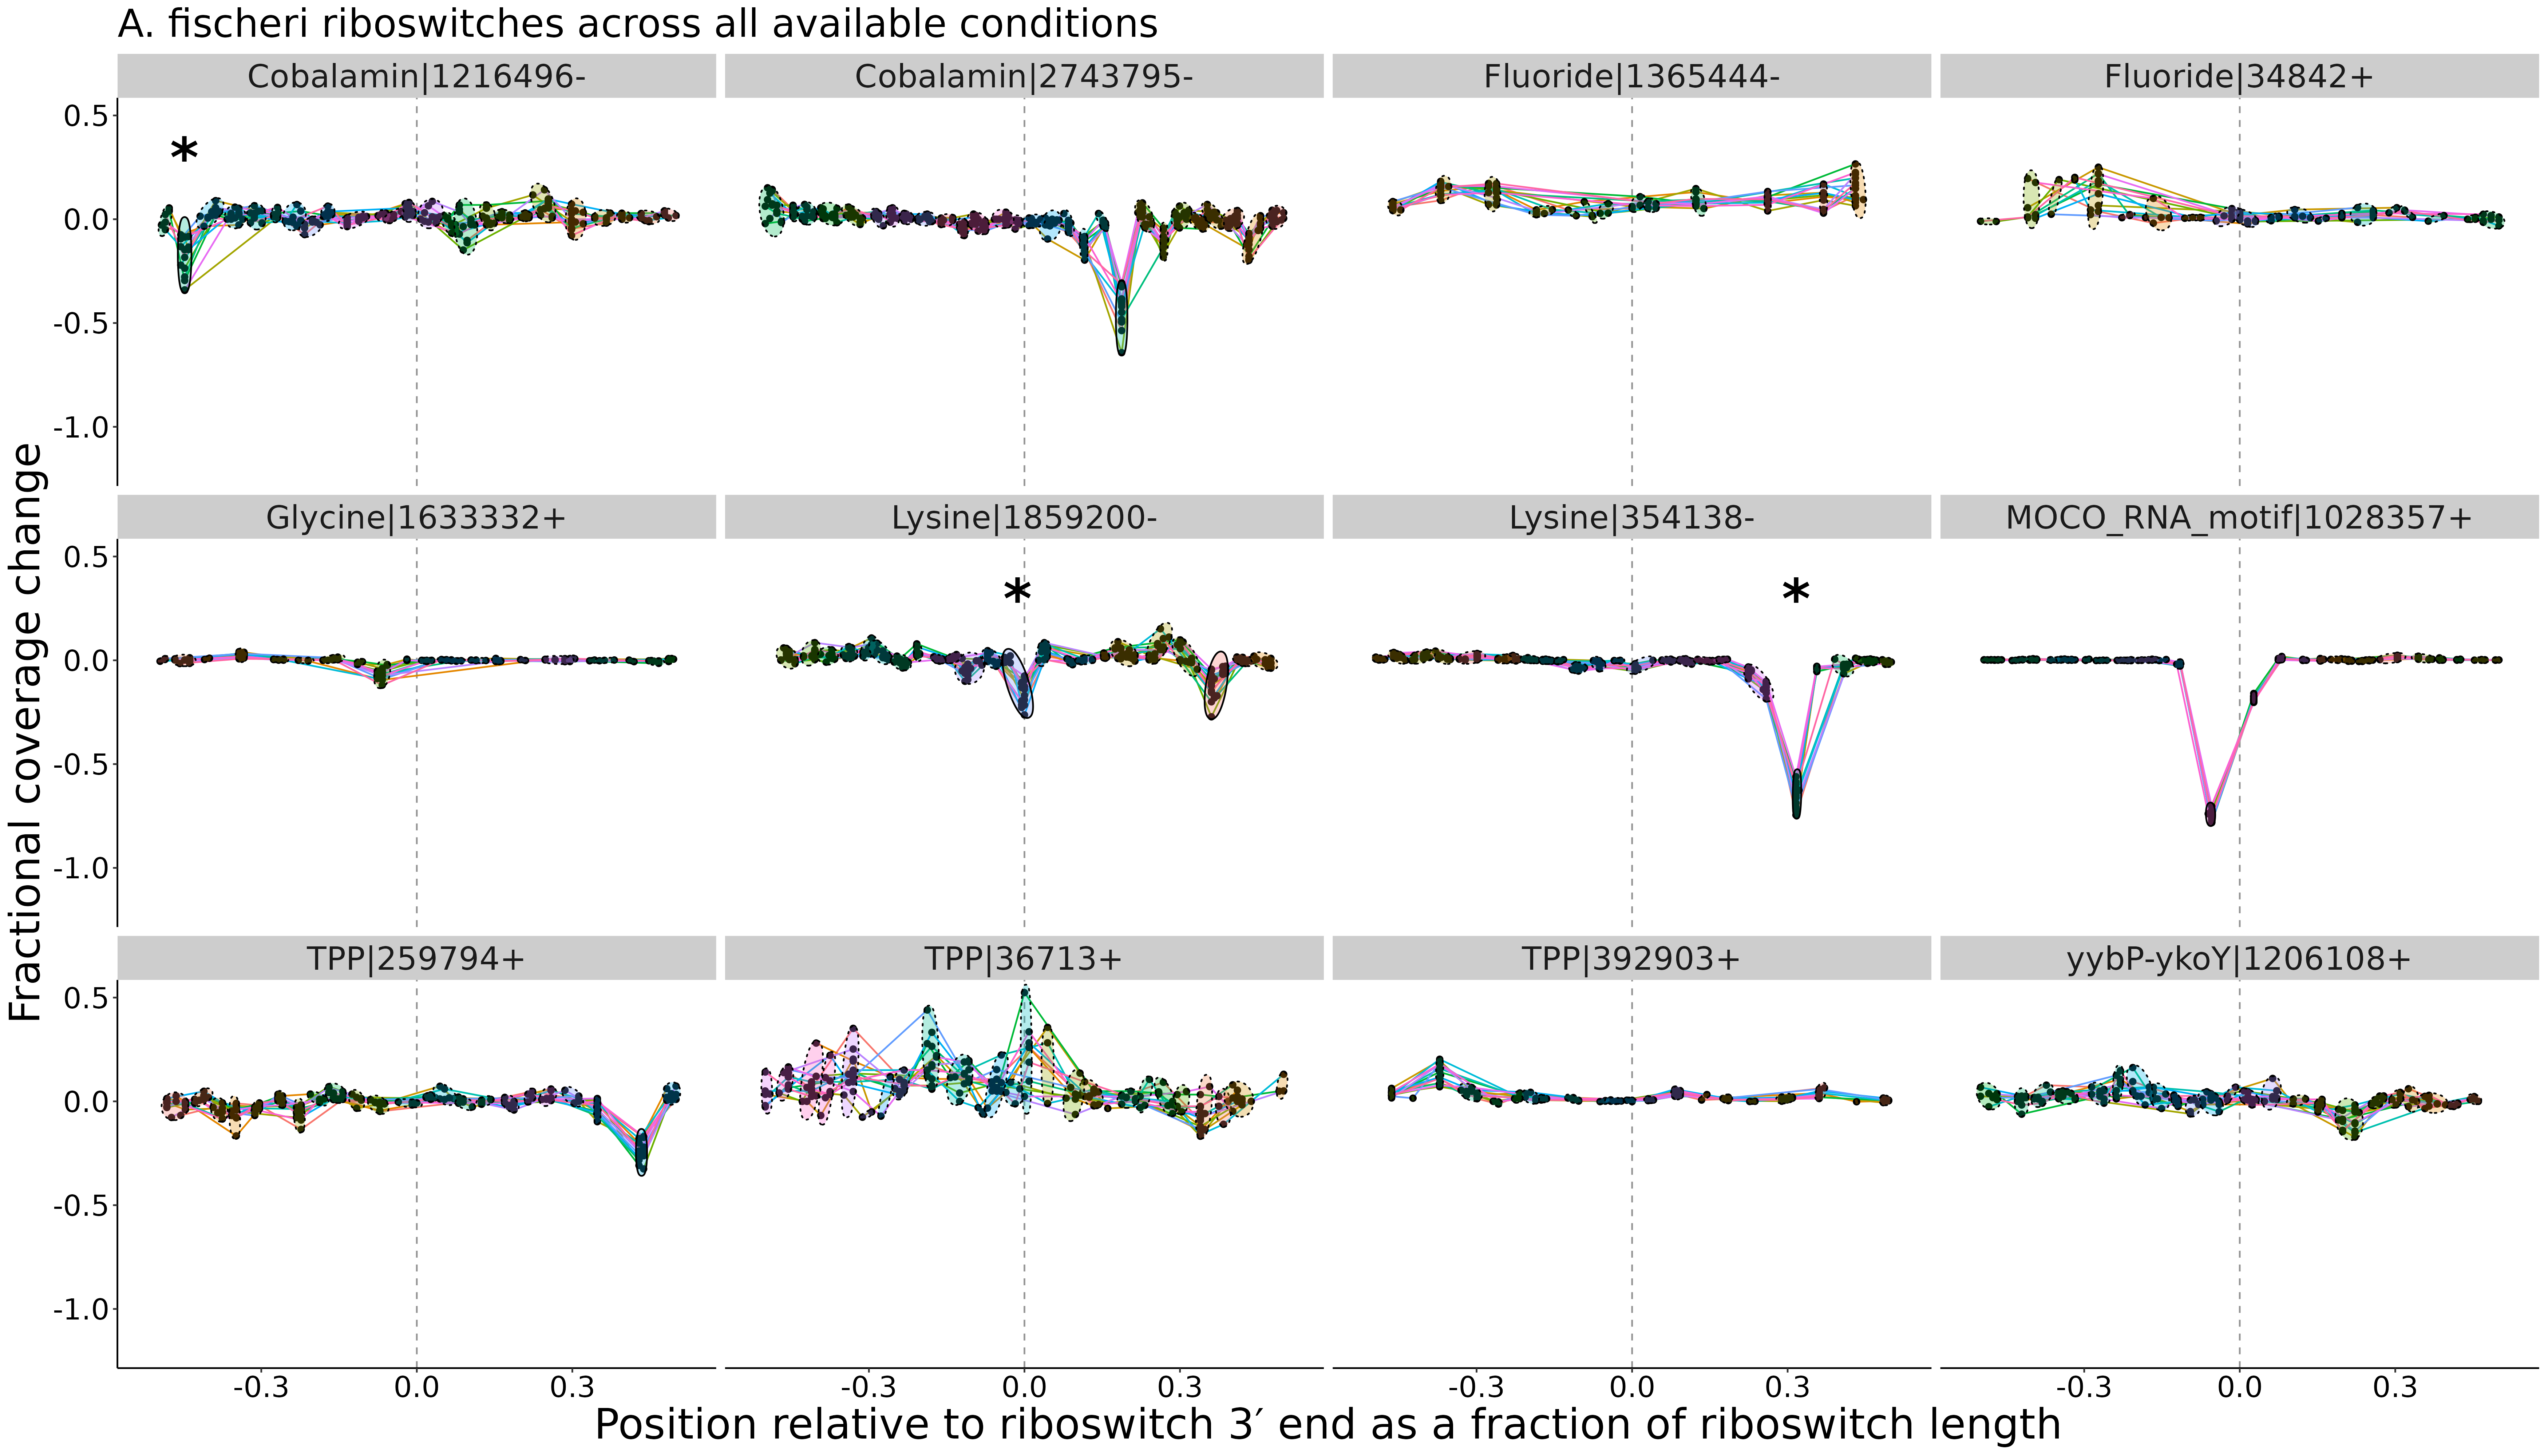 A. fischeri riboswitches across all available conditions
Cobalamin|1216496-
Cobalamin|2743795-
Fluoride|1365444-
Fluoride|34842+
0.5
0.0
-0.5
-1.0
*
Glycine|1633332+
Lysine|1859200-
Lysine|354138-
MOCO_RNA_motif|1028357+
0.5
0.0
-0.5
-1.0
*
*
TPP|259794+
TPP|36713+
TPP|392903+
yybP-ykoY|1206108+
0.5
0.0
-0.5
-1.0
-0.3 0.0 0.3
-0.3 0.0 0.3
-0.3 0.0 0.3
-0.3 0.0 0.3
Position relative to riboswitch 3′ end as a fraction of riboswitch length
Fractional coverage change